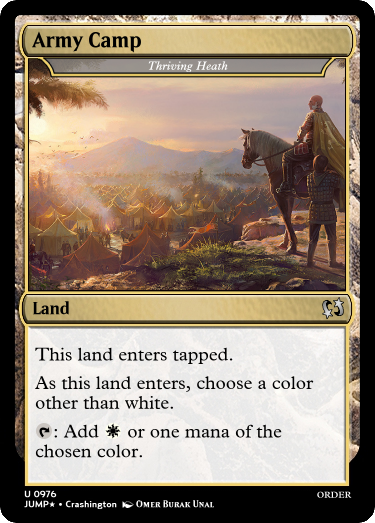 Army Camp
Thriving Heath
Land
This land enters tapped.
As this land enters, choose a color
other than white.
: Add or one mana of the
chosen color.
U 0976
ORDER
JUMP★ • Crashington Omer Burak Unal